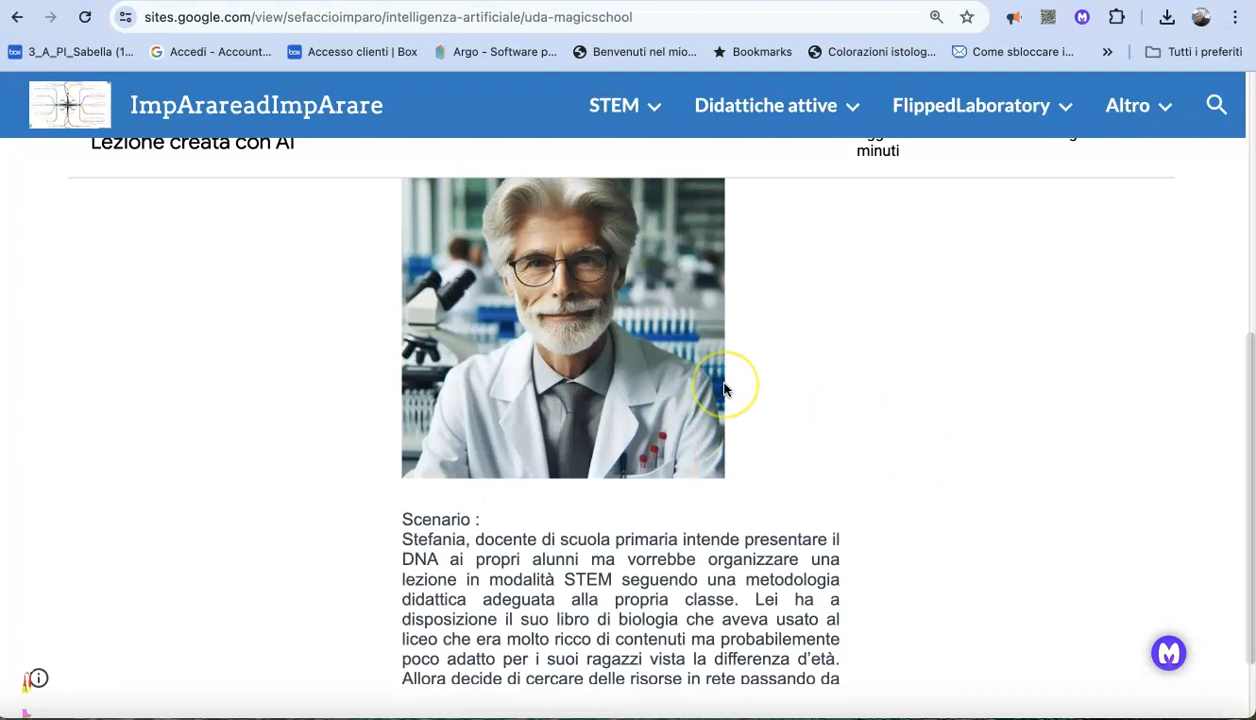 sites.google.com/view/sefaccioimparo/intelligenza-artificiale/uda-magicschool
3_A_PI_Sabella (1... Accedi - Account... Accesso clienti | Box Argo - Software p... Benvenuti nel mio... Bookmarks Colorazioni istolog... Come sbloccare i... » Tutti i preferiti
ImpArareadImpArare STEM Didattiche attive FlippedLaboratory Altro
Lezione creata con AI
minuti
Scenario :
Stefania, docente di scuola primaria intende presentare il
DNA ai propri alunni ma vorrebbe organizzare una
lezione in modalità STEM seguendo una metodologia
didattica adeguata alla propria classe. Lei ha a
disposizione il suo libro di biologia che aveva usato al
liceo che era molto ricco di contenuti ma probabilmente
poco adatto per i suoi ragazzi vista la differenza d'età.
Allora decide di cercare delle risorse in rete passando da